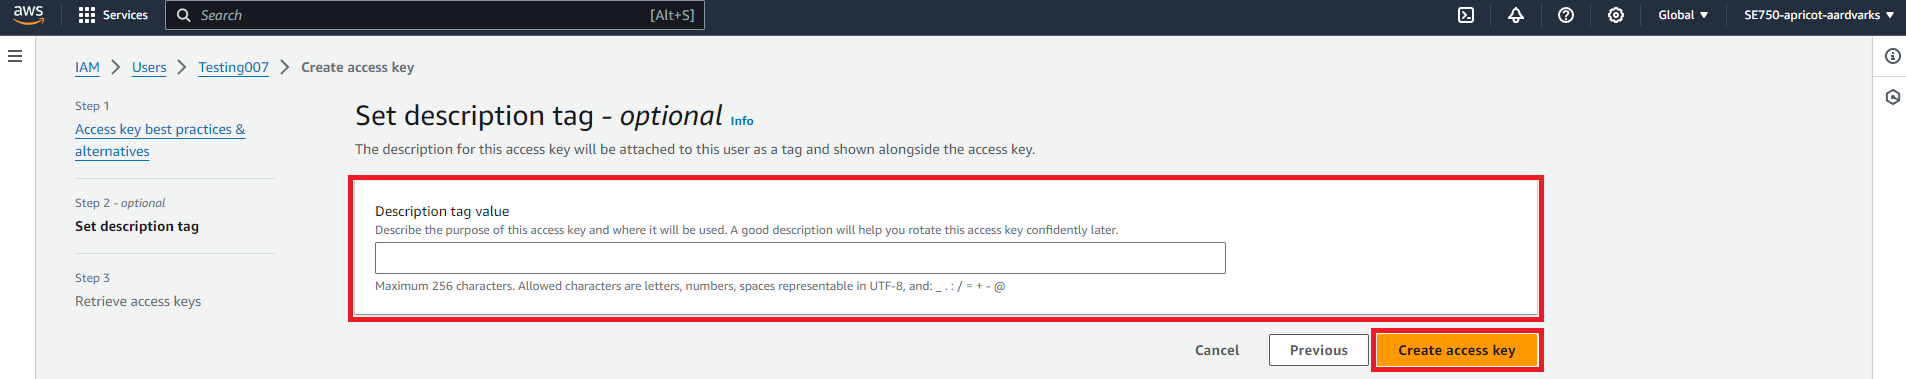 aws Services Search [Alt+S] Global SE750-apricot-aardvarks
IAM > Users > Testing007 > Create access key
Step 1
Access key best practices &
alternatives
Step 2 - optional
Set description tag
Step 3
Retrieve access keys
Set description tag - optional Info
The description for this access key will be attached to this user as a tag and shown alongside the access key.
Description tag value
Describe the purpose of this access key and where it will be used. A good description will help you rotate this access key confidently later.
Maximum 256 characters. Allowed characters are letters, numbers, spaces representable in UTF-8, and: _ . : / = + - @
Cancel Previous Create access key